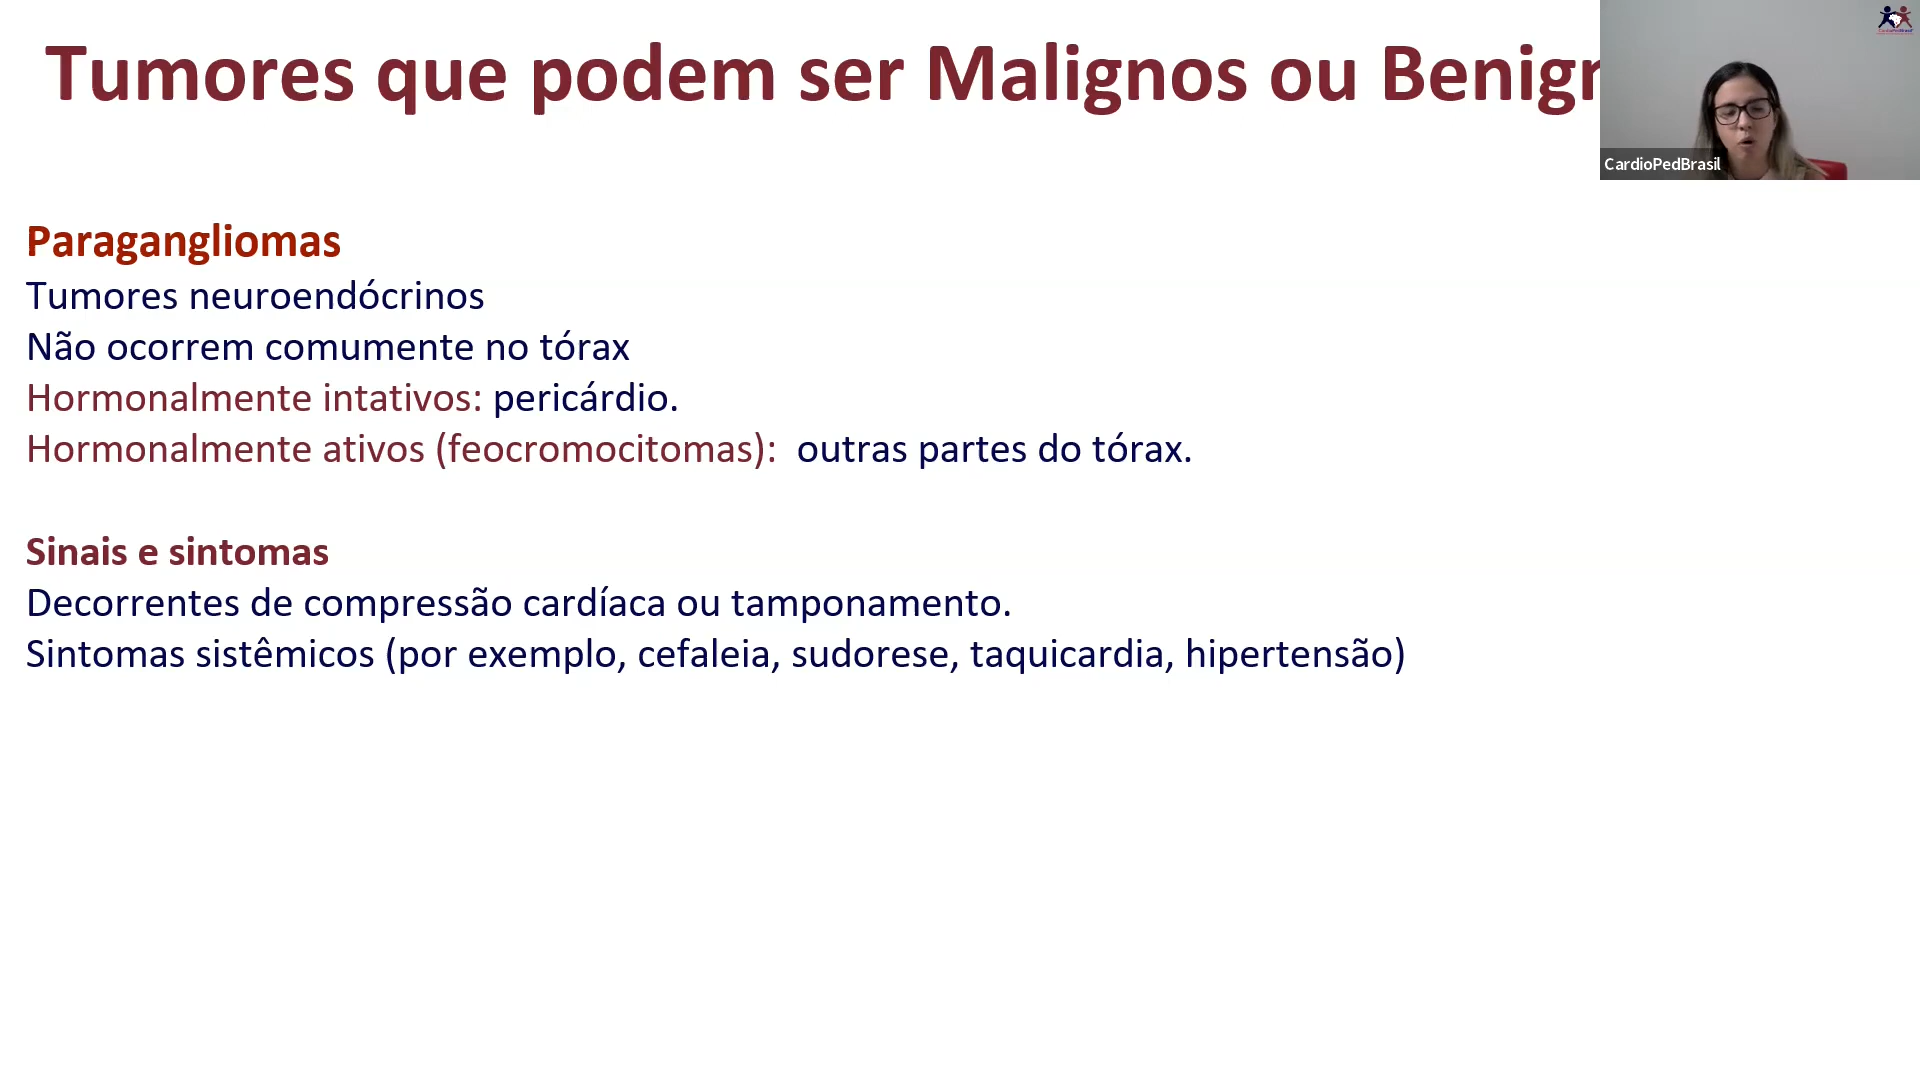 Tumores que podem ser Malignos ou Benign
CardioPedBrasil
Paragangliomas
Tumores neuroendócrinos
Não ocorrem comumente no tórax
Hormonalmente intativos: pericárdio.
Hormonalmente ativos (feocromocitomas): outras partes do tórax.
Sinais e sintomas
Decorrentes de compressão cardíaca ou tamponamento.
Sintomas sistêmicos (por exemplo, cefaleia, sudorese, taquicardia, hipertensão)